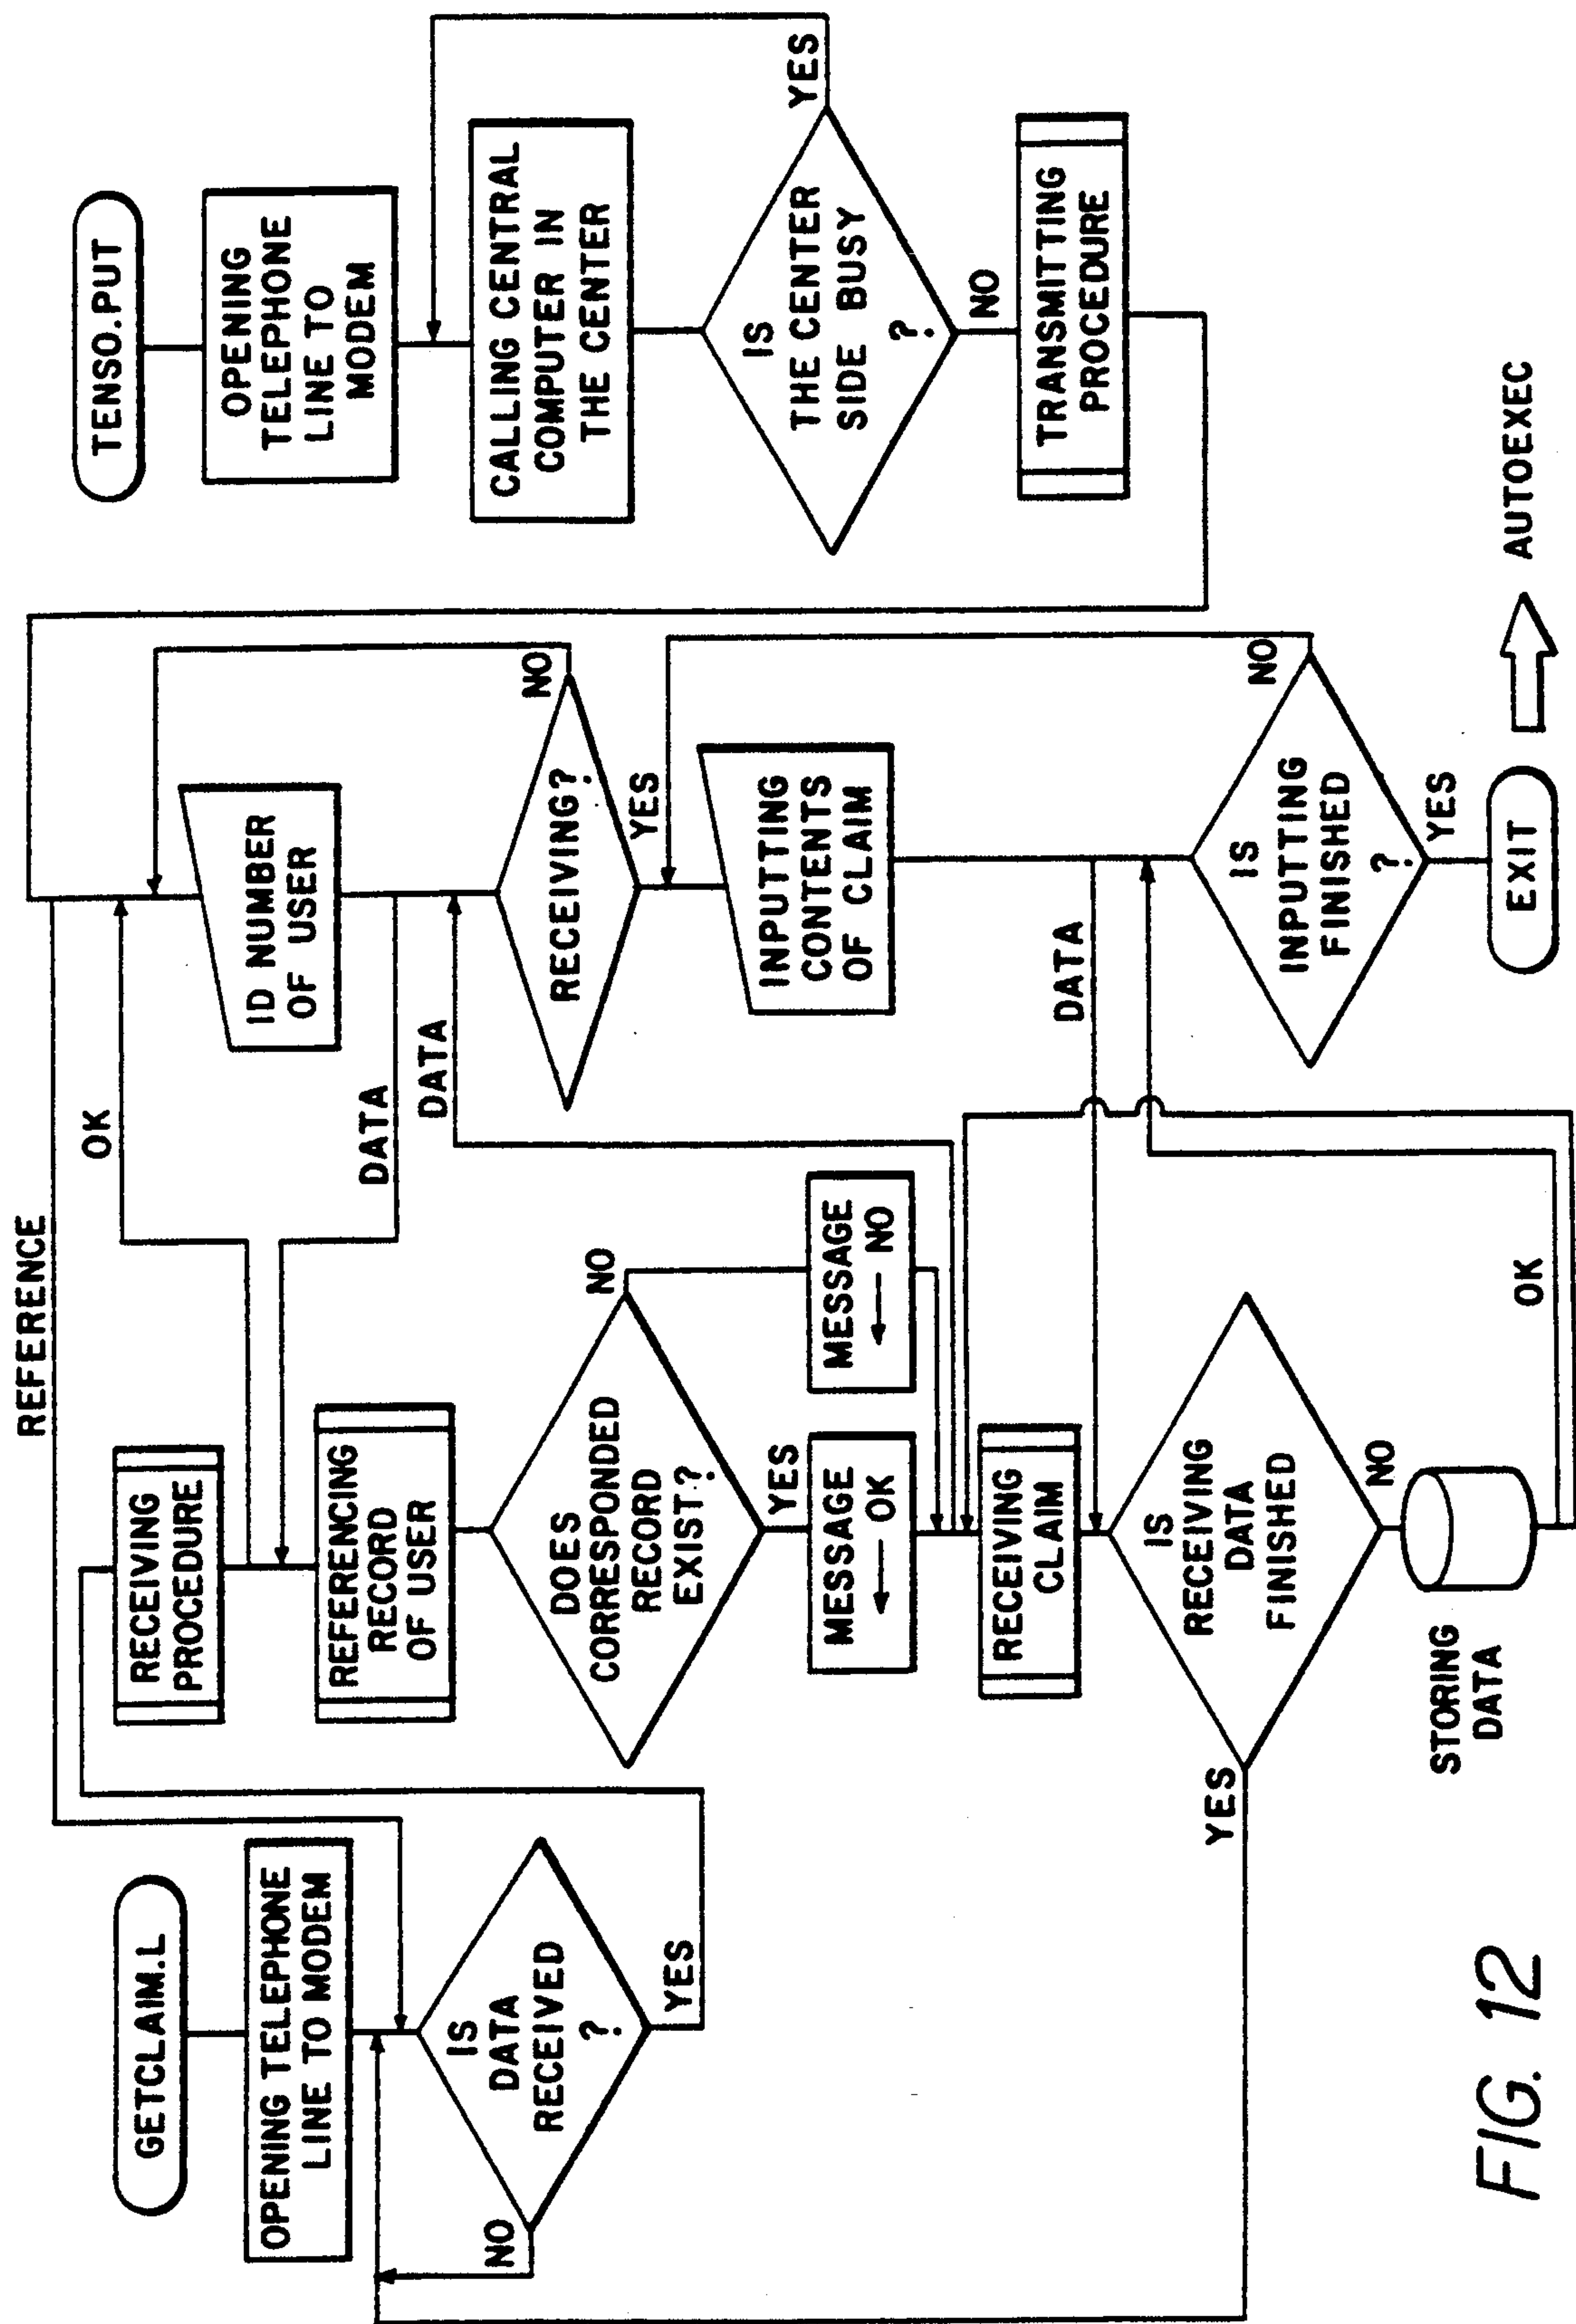 GETCLAIM.L
OPENING TELEPHONE
LINE TO MODEM
IS
DATA
RECEIVED
?
NO
YES
REFERENCE
RECEIVING
PROCEDURE
OK
DATA
REFERENCING
RECORD
OF USER
DOES
CORRESPONDED
RECORD
EXIST?
NO
YES
MESSAGE
← OK
MESSAGE
← NO
DATA
RECEIVING
CLAIM
IS
RECEIVING
DATA
FINISHED
YES
NO
STORING
DATA
OK
ID NUMBER
OF USER
RECEIVING?
NO
YES
INPUTTING
CONTENTS
OF CLAIM
DATA
IS
INPUTTING
FINISHED
?
NO
YES
EXIT
AUTOEXEC
TENSO.PUT
OPENING
TELEPHONE
LINE TO
MODEM
CALLING CENTRAL
COMPUTER IN
THE CENTER
IS
THE CENTER
SIDE BUSY
?
YES
NO
TRANSMITTING
PROCEDURE
FIG. 12